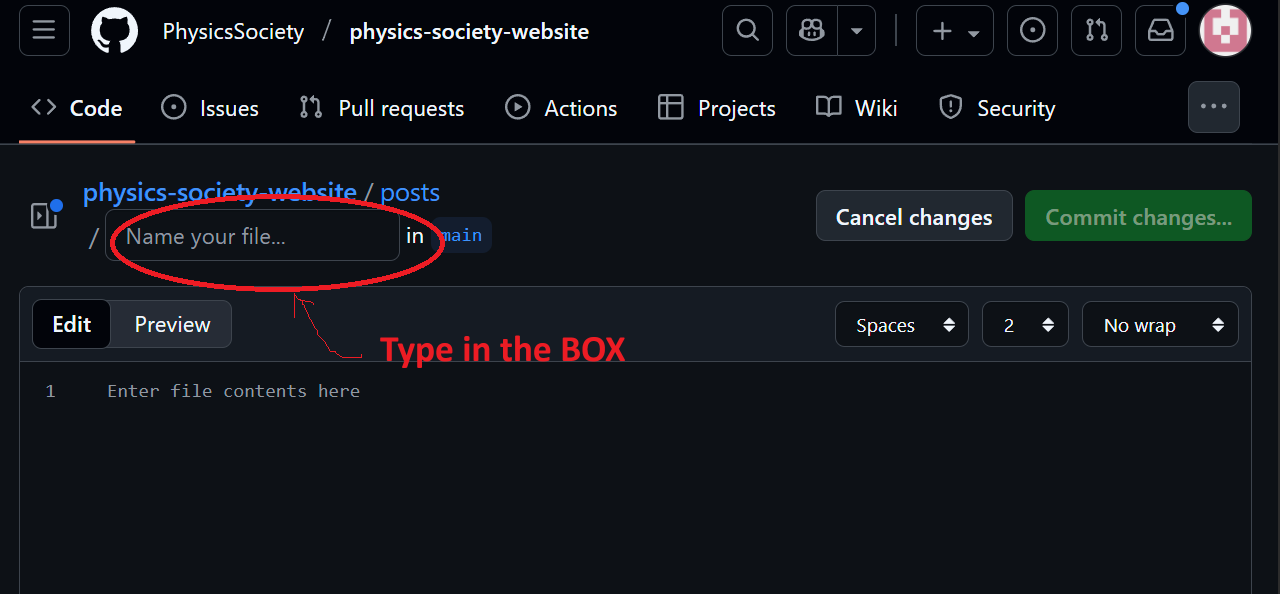 PhysicsSociety / physics-society-website
Code Issues Pull requests Actions Projects Wiki Security
physics-society-website / posts
/ Name your file... in main
Cancel changes Commit changes...
Edit Preview Spaces 2 No wrap
Type in the BOX
1 Enter file contents here